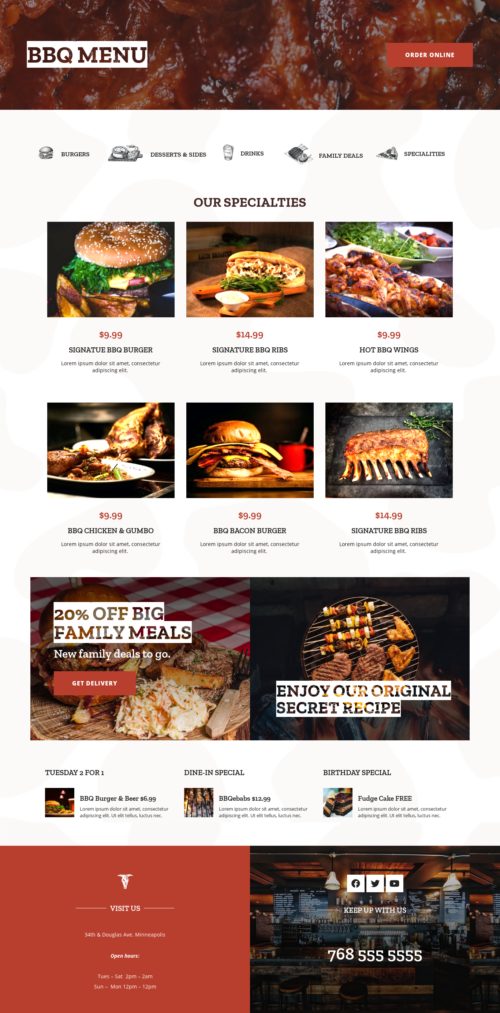 BBQ MENU
ORDER ONLINE
BURGERS
DESSERTS & SIDES
DRINKS
FAMILY DEALS
SPECIALITIES
OUR SPECIALTIES
$9.99
$14.99
$9.99
SIGNATUE BBQ BURGER
SIGNATURE BBQ RIBS
HOT BBQ WINGS
Lorem ipsum dolor sit amet, consectetur
adipiscing elit.
Lorem ipsum dolor sit amet, consectetur
adipiscing elit.
Lorem ipsum dolor sit amet, consectetur
adipiscing elit.
$9.99
$9.99
$14.99
BBQ CHICKEN & GUMBO
BBQ BACON BURGER
SIGNATURE BBQ RIBS
Lorem ipsum dolor sit amet, consectetur
adipiscing elit.
Lorem ipsum dolor sit amet, consectetur
adipiscing elit.
Lorem ipsum dolor sit amet, consectetur
adipiscing elit.
20% OFF BIG
FAMILY MEALS
New family deals to go.
GET DELIVERY
ENJOY OUR ORIGINAL
SECRET RECIPE
TUESDAY 2 FOR 1
BBQ Burger & Beer $6.99
Lorem ipsum dolor sit amet, consectetur
adipiscing elit. Ut elit tellus, luctus nec.
DINE-IN SPECIAL
BBQebabs $12.99
Lorem ipsum dolor sit amet, consectetur
adipiscing elit. Ut elit tellus, luctus nec.
BIRTHDAY SPECIAL
Fudge Cake FREE
Lorem ipsum dolor sit amet, consectetur
adipiscing elit. Ut elit tellus, luctus nec.
VISIT US
34th & Douglas Ave, Minneapolis
Open hours:
Tues – Sat 2pm – 2am
Sun – Mon 12pm – 12pm
KEEP UP WITH US
768 555 5555